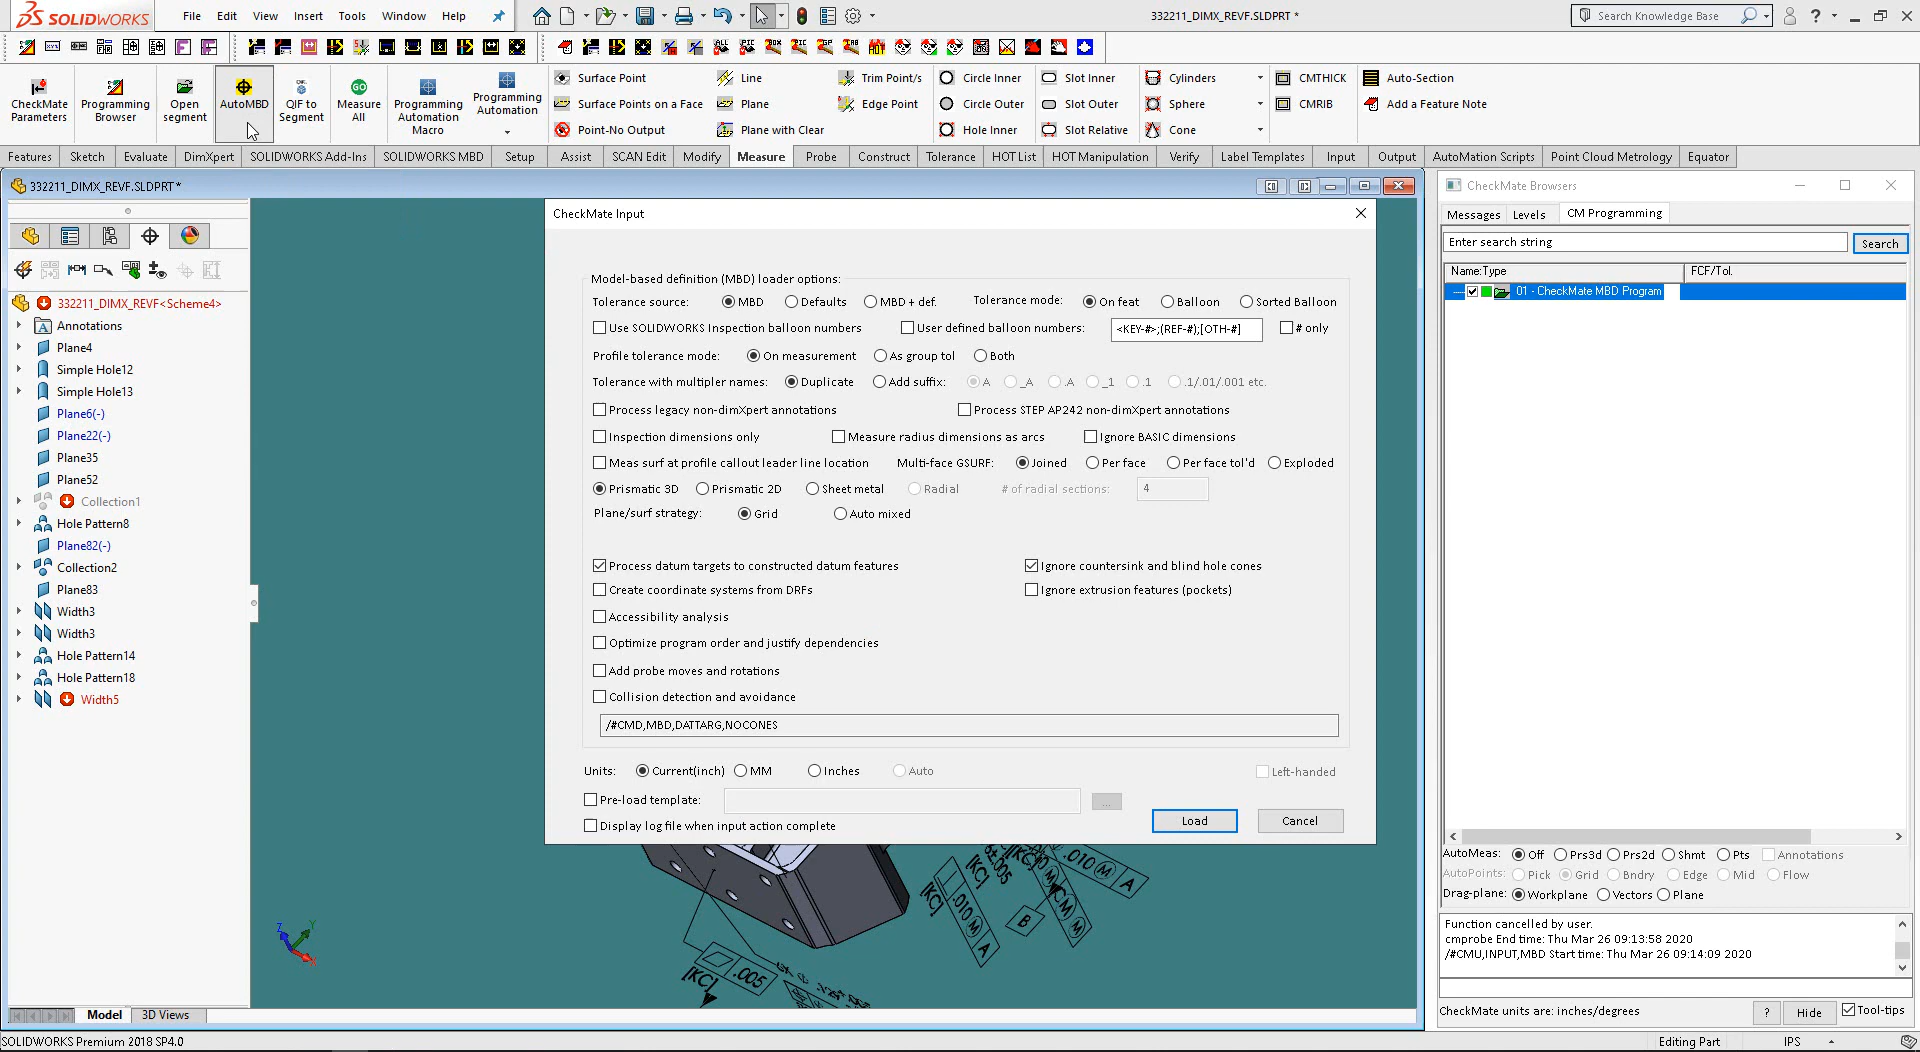 SOLIDWORKS File Edit View Insert Tools Window Help 332211_DIMX_REVF.SLDPRT * Search Knowledge Base ?
CheckMate Parameters
Programming Browser
Open segment
AutoMBD
QIF to Segment
GO
Measure All
Programming Automation Macro
Programming Automation
Surface Point Line Trim Point/s Circle Inner Slot Inner Cylinders CMTHICK Auto-Section
Surface Points on a Face Plane Edge Point Circle Outer Slot Outer Sphere CMRIB Add a Feature Note
Point-No Output Plane with Clear Hole Inner Slot Relative Cone
Features Sketch Evaluate DimXpert SOLIDWORKS Add-Ins SOLIDWORKS MBD Setup Assist SCAN Edit Modify Measure Probe Construct Tolerance HOT List HOT Manipulation Verify Label Templates Input Output AutoMation Scripts Point Cloud Metrology Equator
332211_DIMX_REVF.SLDPRT *
332211_DIMX_REVF<Scheme4>
Annotations
Plane4
Simple Hole12
Simple Hole13
Plane6(-)
Plane22(-)
Plane35
Plane52
Collection1
Hole Pattern8
Plane82(-)
Collection2
Plane83
Width3
Width3
Hole Pattern14
Hole Pattern18
Width5
CheckMate Input
Model-based definition (MBD) loader options:
Tolerance source: MBD Defaults MBD + def. Tolerance mode: On feat Balloon Sorted Balloon
Use SOLIDWORKS Inspection balloon numbers User defined balloon numbers: <KEY-#>;(REF-#);[OTH-#] # only
Profile tolerance mode: On measurement As group tol Both
Tolerance with multipler names: Duplicate Add suffix: A _A .A _1 .1 .1/.01/.001 etc.
Process legacy non-dimXpert annotations Process STEP AP242 non-dimXpert annotations
Inspection dimensions only Measure radius dimensions as arcs Ignore BASIC dimensions
Meas surf at profile callout leader line location Multi-face GSURF: Joined Per face Per face tol'd Exploded
Prismatic 3D Prismatic 2D Sheet metal Radial # of radial sections: 4
Plane/surf strategy: Grid Auto mixed
Process datum targets to constructed datum features Ignore countersink and blind hole cones
Create coordinate systems from DRFs Ignore extrusion features (pockets)
Accessibility analysis
Optimize program order and justify dependencies
Add probe moves and rotations
Collision detection and avoidance
/#CMD,MBD,DATTARG,NOCONES
Units: Current(inch) MM Inches Auto Left-handed
Pre-load template: ...
Display log file when input action complete
Load Cancel
.010 M A
[KC]
.010 M A
B
[KC]
.005
Z Y X
CheckMate Browsers
Messages Levels CM Programming
Enter search string Search
Name:Type FCF/Tol.
01 - CheckMate MBD Program
AutoMeas: Off Prs3d Prs2d Shmt Pts Annotations
AutoPoints: Pick Grid Bndry Edge Mid Flow
Drag-plane: Workplane Vectors Plane
Function cancelled by user.
cmprobe End time: Thu Mar 26 09:13:58 2020
/#CMU,INPUT,MBD Start time: Thu Mar 26 09:14:09 2020
CheckMate units are: inches/degrees ? Hide Tool-tips
Model 3D Views
SOLIDWORKS Premium 2018 SP4.0 Editing Part IPS